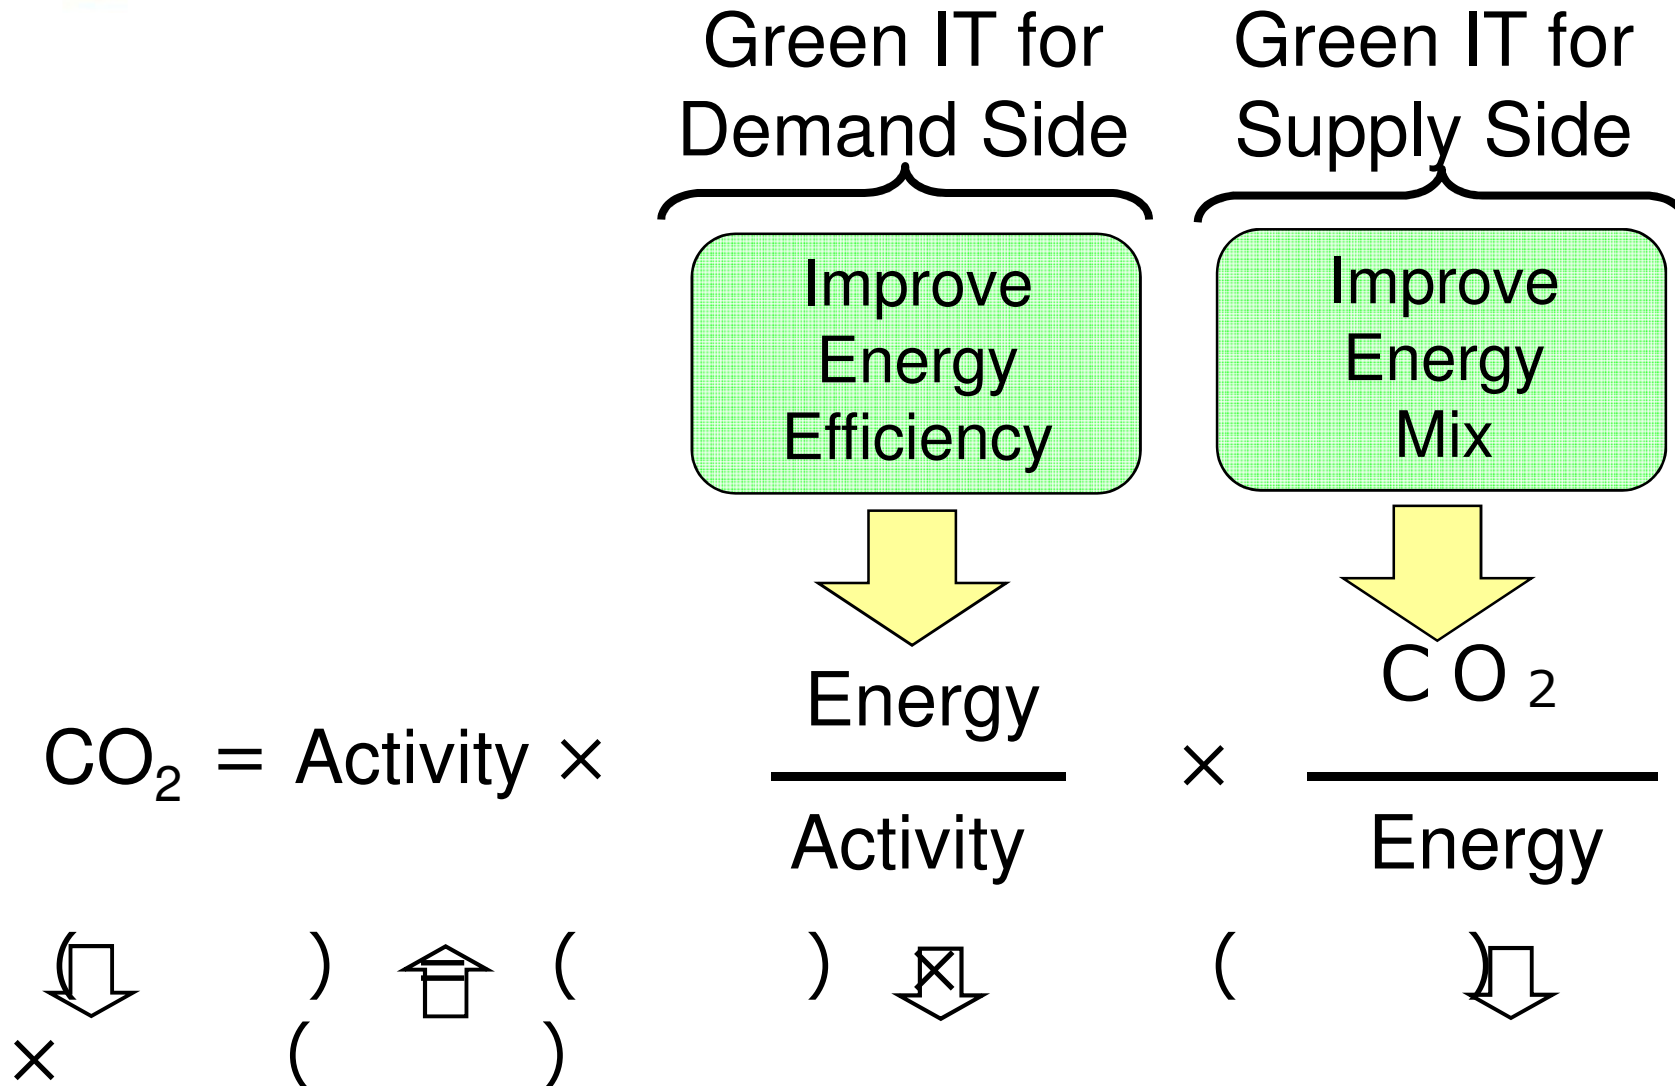 Green IT for
Demand Side
Green IT for
Supply Side
Improve
Energy
Efficiency
Improve
Energy
Mix
CO₂ = Activity × Energy × CO₂
Activity Energy
( ) = ( ) × ( )
× ( )